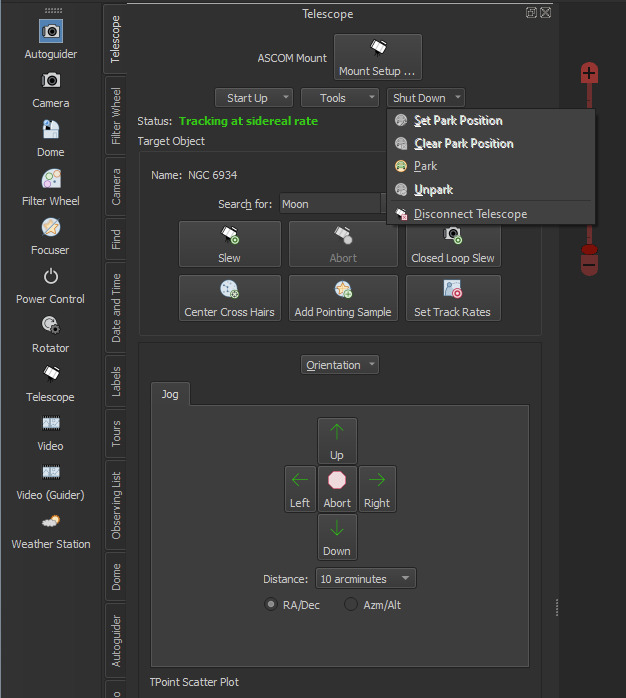 Telescope
Autoguider
Camera
Dome
Filter Wheel
Focuser
Power Control
Rotator
Telescope
Video
Video (Guider)
Weather Station
Telescope
Filter Wheel
Camera
Find
Date and Time
Labels
Tours
Observing List
Dome
Autoguider
ASCOM Mount
Mount Setup ...
Start Up
Tools
Shut Down
Status: Tracking at sidereal rate
Set Park Position
Clear Park Position
Park
Unpark
Disconnect Telescope
Target Object
Name: NGC 6934
Search for: Moon
Slew
Abort
Closed Loop Slew
Center Cross Hairs
Add Pointing Sample
Set Track Rates
Orientation
Jog
Up
Left
Abort
Right
Down
Distance: 10 arcminutes
RA/Dec
Azm/Alt
TPoint Scatter Plot